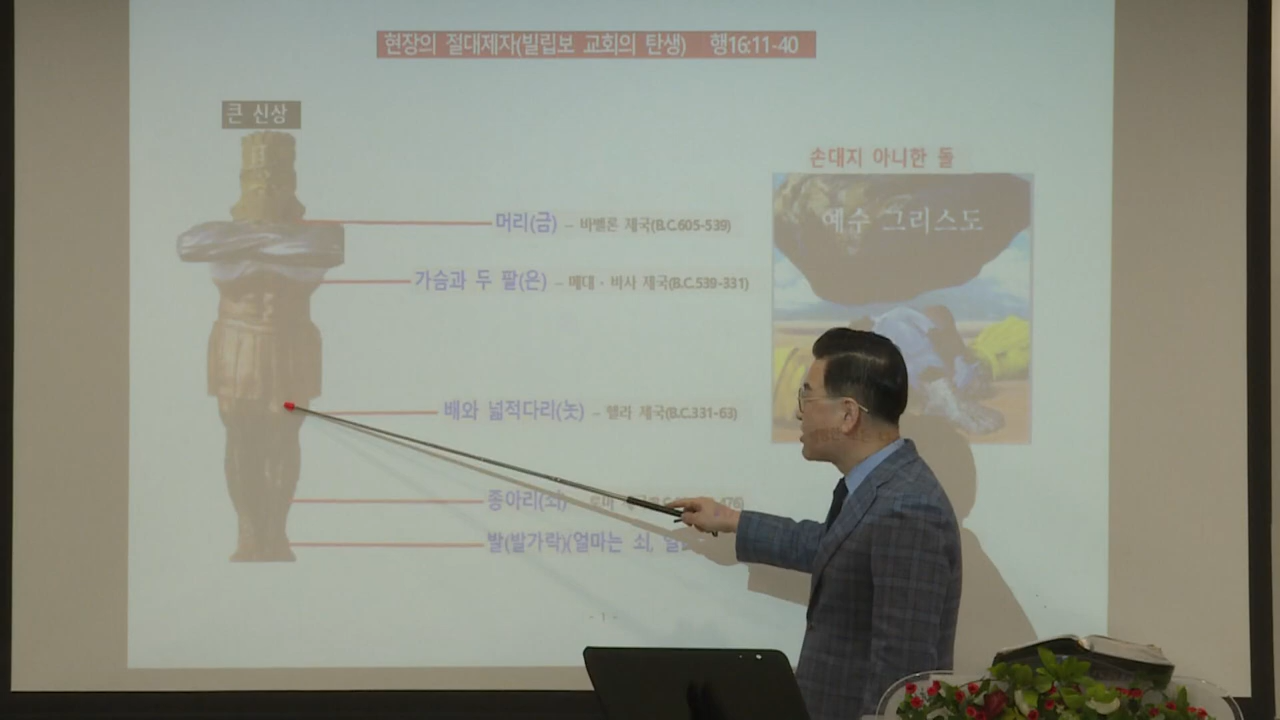 현장의 절대제자(빌립보 교회의 탄생) 행16:11-40
큰 신상
손대지 아니한 돌
예수 그리스도
머리(금) – 바벨론 제국(B.C.605-539)
가슴과 두 팔(은) – 메대·바사 제국(B.C.539-331)
배와 넓적다리(놋) – 헬라 제국(B.C.331-63)
종아리(쇠) –
발(발가락)(얼마는 쇠,
- 1 -